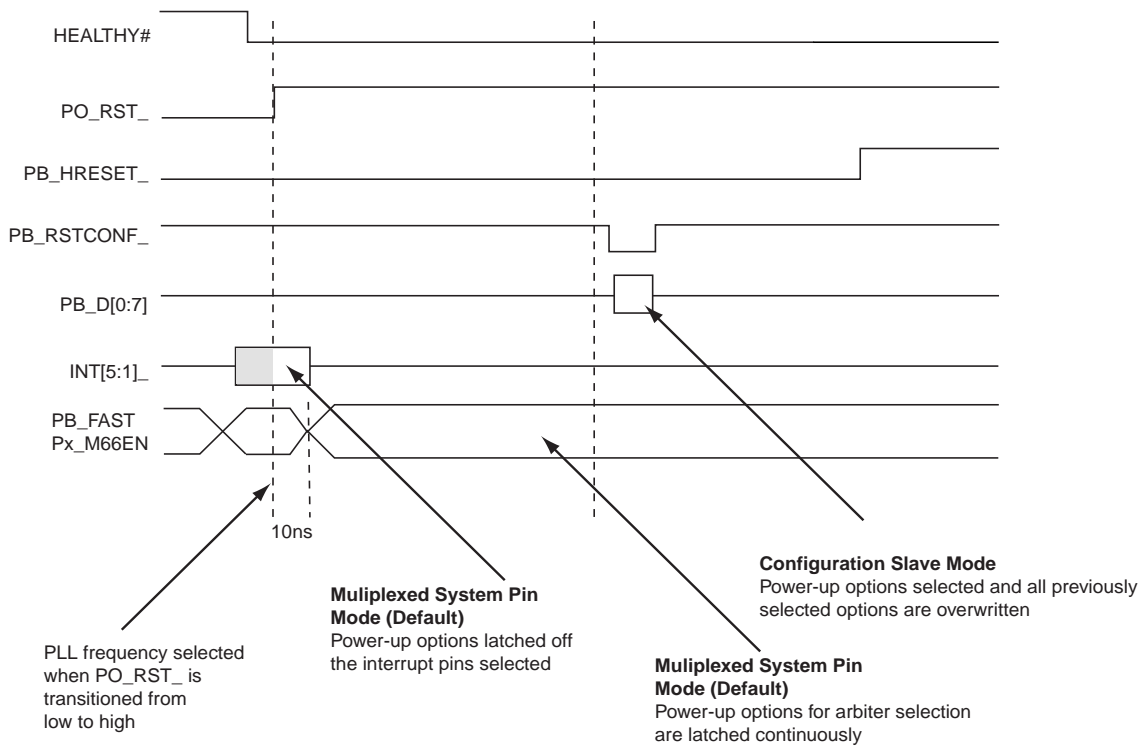 HEALTHY#
PO_RST_
PB_HRESET_
PB_RSTCONF_
PB_D[0:7]
INT[5:1]_
PB_FAST
Px_M66EN
10ns
PLL frequency selected
when PO_RST_ is
transitioned from
low to high
Muliplexed System Pin
Mode (Default)
Power-up options latched off
the interrupt pins selected
Configuration Slave Mode
Power-up options selected and all previously
selected options are overwritten
Muliplexed System Pin
Mode (Default)
Power-up options for arbiter selection
are latched continuously